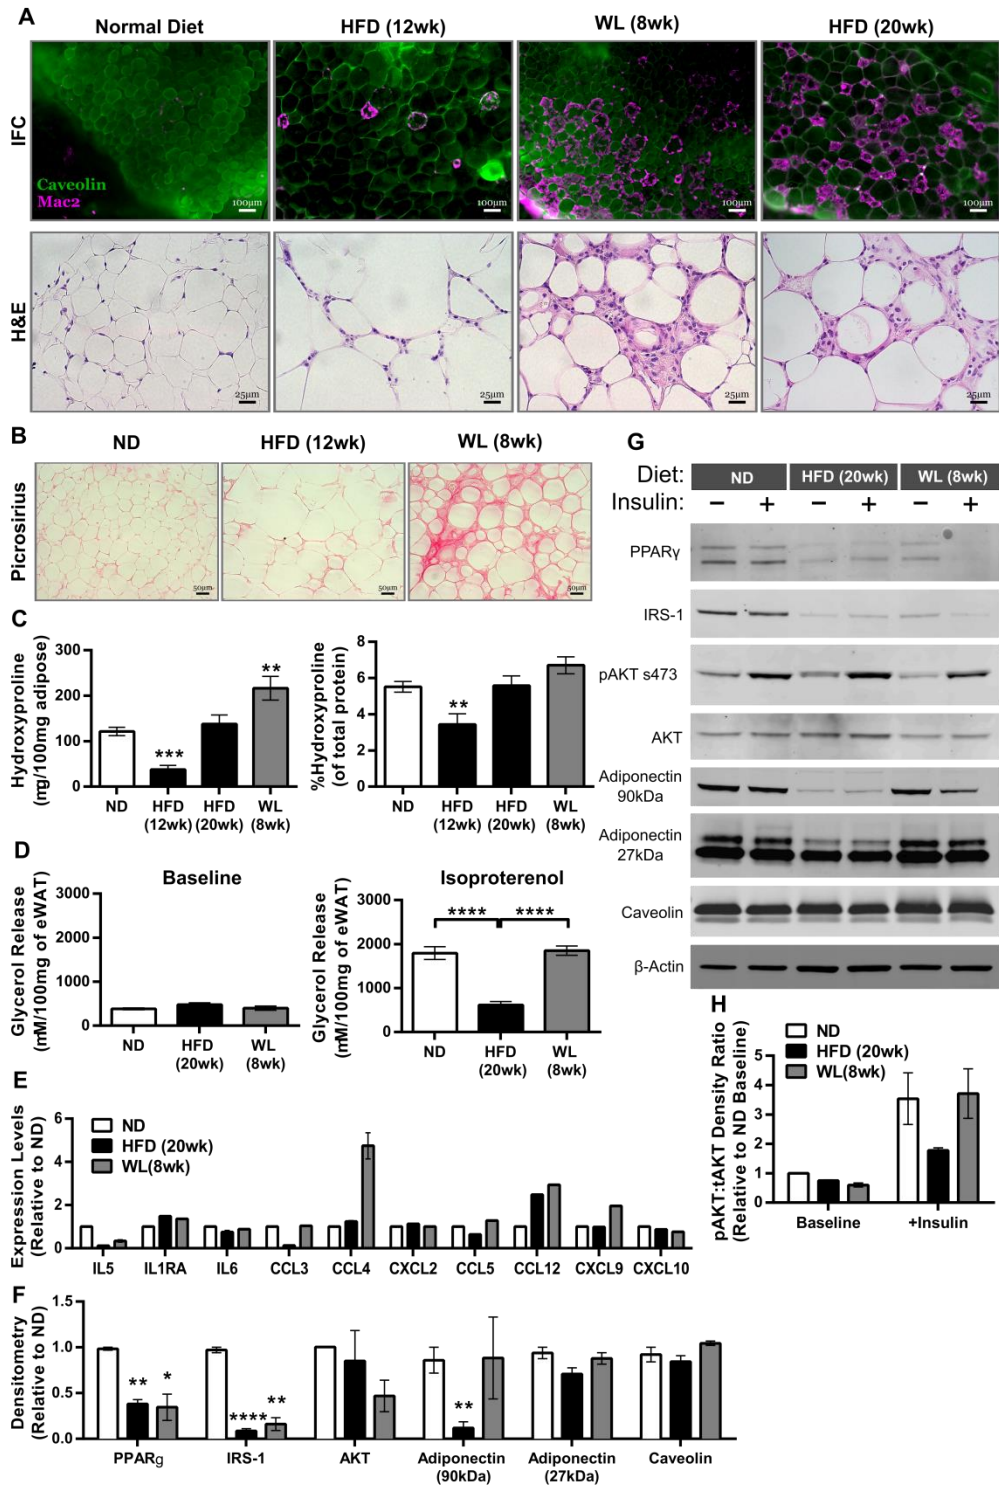 A
Normal Diet
HFD (12wk)
WL (8wk)
HFD (20wk)
IFC
Caveolin
Mac2
100µm
100µm
100µm
100µm
H&E
25µm
25µm
25µm
25µm
B
ND
HFD (12wk)
WL (8wk)
Picrosirius
50µm
50µm
50µm
C
Hydroxyproline
(mg/100mg adipose)
300
200
100
0
***
**
ND
HFD
(12wk)
HFD
(20wk)
WL
(8wk)
%Hydroxyproline
(of total protein)
8
6
4
2
0
**
ND
HFD
(12wk)
HFD
(20wk)
WL
(8wk)
D
Baseline
Glycerol Release
(mM/100mg of eWAT)
3000
2000
1000
0
ND
HFD
(20wk)
WL
(8wk)
Isoproterenol
Glycerol Release
(mM/100mg of eWAT)
3000
2000
1000
0
****
****
ND
HFD
(20wk)
WL
(8wk)
E
Expression Levels
(Relative to ND)
6
4
2
0
ND
HFD (20wk)
WL(8wk)
IL5
IL1RA
IL6
CCL3
CCL4
CXCL2
CCL5
CCL12
CXCL9
CXCL10
F
Densitometry
(Relative to ND)
1.5
1.0
0.5
0.0
**
*
****
**
**
PPARg
IRS-1
AKT
Adiponectin
(90kDa)
Adiponectin
(27kDa)
Caveolin
G
Diet: ND HFD (20wk) WL (8wk)
Insulin: − + − + − +
PPARγ
IRS-1
pAKT s473
AKT
Adiponectin
90kDa
Adiponectin
27kDa
Caveolin
β-Actin
H
ND
HFD (20wk)
WL(8wk)
pAKT:tAKT Density Ratio
(Relative to ND Baseline)
5
4
3
2
1
0
Baseline
+Insulin